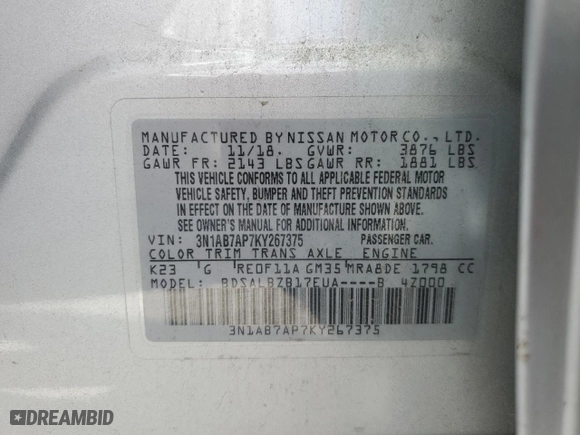 MANUFACTURED BY NISSAN MOTOR CO., LTD.
DATE: 11/18. GVWR: 3876 LBS
GAWR FR: 2143 LBS GAWR RR: 1881 LBS
THIS VEHICLE CONFORMS TO ALL APPLICABLE FEDERAL MOTOR
VEHICLE SAFETY, BUMPER AND THEFT PREVENTION STANDARDS
IN EFFECT ON THE DATE OF MANUFACTURE SHOWN ABOVE.
SEE OWNER'S MANUAL FOR ADDITIONAL INFORMATION.
VIN: 3N1AB7AP7KY267375 PASSENGER CAR.
COLOR TRIM TRANS AXLE ENGINE
K23 G RE0F11A GM35 MRA8DE 1798 CC
MODEL: BDSALBZB17EUA----B 4Z000
3N1AB7AP7KY267375
DREAMBID